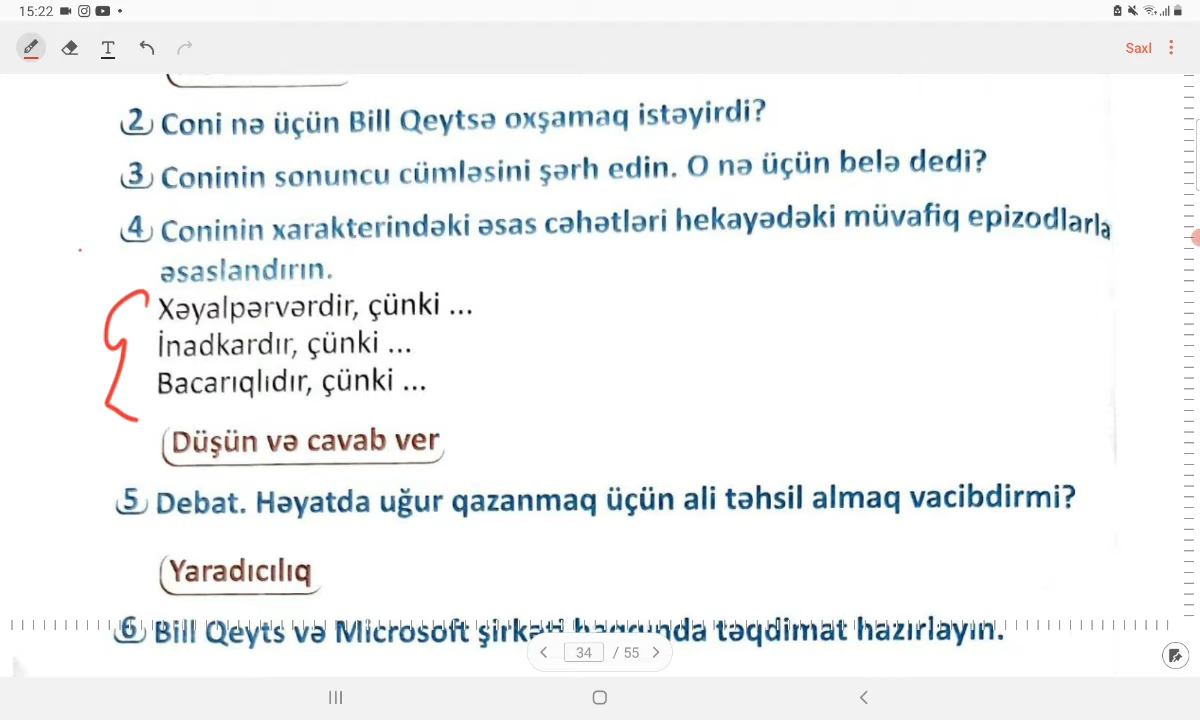 15:22
Saxl
2 Coni nə üçün Bill Qeytsə oxşamaq istəyirdi?
3 Coninin sonuncu cümləsini şərh edin. O nə üçün belə dedi?
4 Coninin xarakterindəki əsas cəhətləri hekayədəki müvafiq epizodlarla
əsaslandırın.
Xəyalpərvərdir, çünki ...
İnadkardır, çünki ...
Bacarıqlıdır, çünki ...
Düşün və cavab ver
5 Debat. Həyatda uğur qazanmaq üçün ali təhsil almaq vacibdirmi?
Yaradıcılıq
6 Bill Qeyts və Microsoft şirkəti haqqında təqdimat hazırlayın.
34 / 55